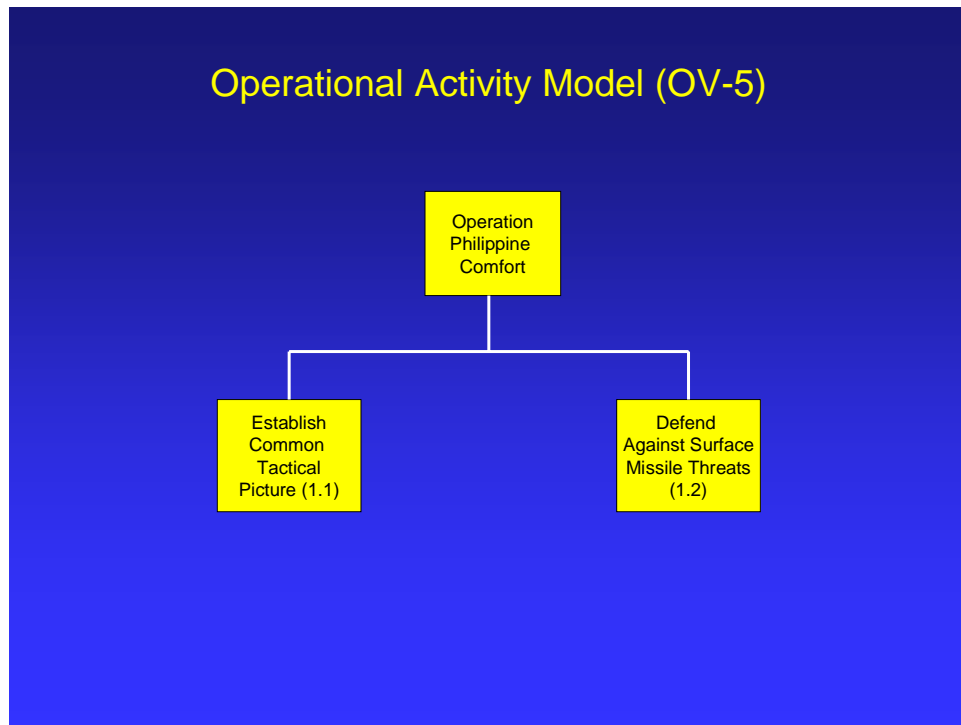 Operational Activity Model (OV-5)
Operation
Philippine
Comfort
Establish
Common
Tactical
Picture (1.1)
Defend
Against Surface
Missile Threats
(1.2)